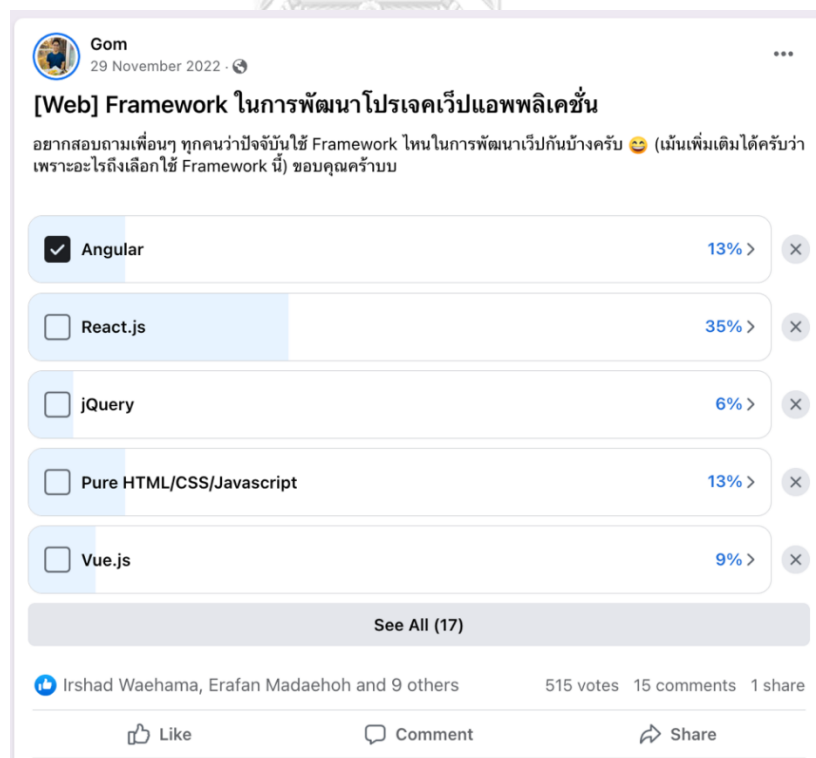 Gom
29 November 2022 ·
[Web] Framework ในการพัฒนาโปรเจคเว็ปแอพพลิเคชั่น
อยากสอบถามเพื่อนๆ ทุกคนว่าปัจจับันใช้ Framework ไหนในการพัฒนาเว็ปกันบ้างครับ 😄 (เม้นเพิ่มเติมได้ครับว่า
เพราะอะไรถึงเลือกใช้ Framework นี้) ขอบคุณคร้าบบ
Angular 13%
React.js 35%
jQuery 6%
Pure HTML/CSS/Javascript 13%
Vue.js 9%
See All (17)
Irshad Waehama, Erafan Madaehoh and 9 others 515 votes 15 comments 1 share
Like Comment Share